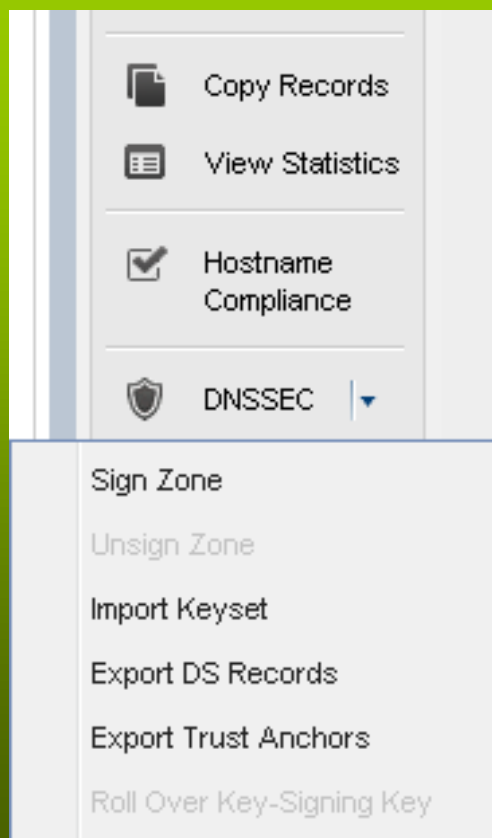 Copy Records
View Statistics
Hostname
Compliance
DNSSEC
Sign Zone
Unsign Zone
Import Keyset
Export DS Records
Export Trust Anchors
Roll Over Key-Signing Key